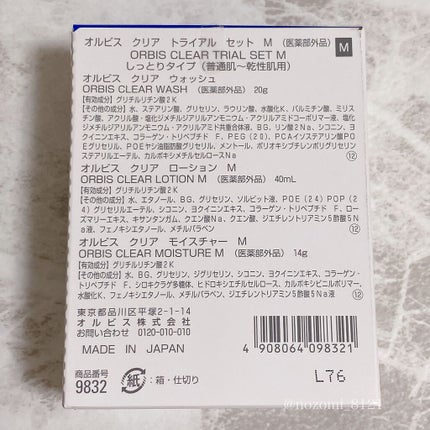 オルビス クリア トライアル セット M (医薬部外品)
M
ORBIS CLEAR TRIAL SET M
しっとりタイプ(普通肌〜乾性肌用)
オルビス クリア ウォッシュ
ORBIS CLEAR WASH (医薬部外品) 20g
[有効成分] グリチルリチン酸2K
[その他の成分] 水、ステアリン酸、グリセリン、ラウリン酸、水酸化K、パルミチン酸、ミリス
チン酸、アクリル酸・塩化ジメチルジアリルアンモニウム・アクリルアミドコポリマー液、塩化
ジメチルジアリルアンモニウム・アクリルアミド共重合体液、BG、リン酸2Na、シコニン、ヨ
クイニンエキス、コラーゲン・トリペプチド F、PEG(20)、PCAイソステアリン酸POEグ
リセリル、POEヤシ油脂肪酸グリセリル、メントール、ポリオキシブチレンポリグリセリン
ステアリルエーテル、カルボキシメチルセルロースNa
12
オルビス クリア ローション M
ORBIS CLEAR LOTION M (医薬部外品) 40mL
[有効成分] グリチルリチン酸2K
[その他の成分] 水、エタノール、BG、グリセリン、ソルビット液、POE(24)POP(2
4)グリセリルエーテル、シコニン、ヨクイニンエキス、コラーゲン・トリペプチド F、ロー
ズマリーエキス、キサンタンガム、クエン酸Na、クエン酸、ジエチレントリアミン5酢酸5N
a液、フェノキシエタノール、メチルパラベン
12
オルビス クリア モイスチャー M
ORBIS CLEAR MOISTURE M (医薬部外品) 14g
[有効成分] グリチルリチン酸2K
[その他の成分] 水、BG、グリセリン、ジグリセリン、シコニン、ヨクイニンエキス、コラーゲン・
トリペプチド F、シロキクラゲ多糖体、ヒドロキシエチルセルロース、カルボキシビニルポリマー、
水酸化K、フェノキシエタノール、メチルパラベン、ジエチレントリアミン5酢酸5Na液
12
東京都品川区平塚2-1-14
オルビス株式会社
お問い合わせ 0120-010-010
MADE IN JAPAN
4 908064 098321
商品番号
9832
紙
:箱・仕切り
L76
@nozomi_8121